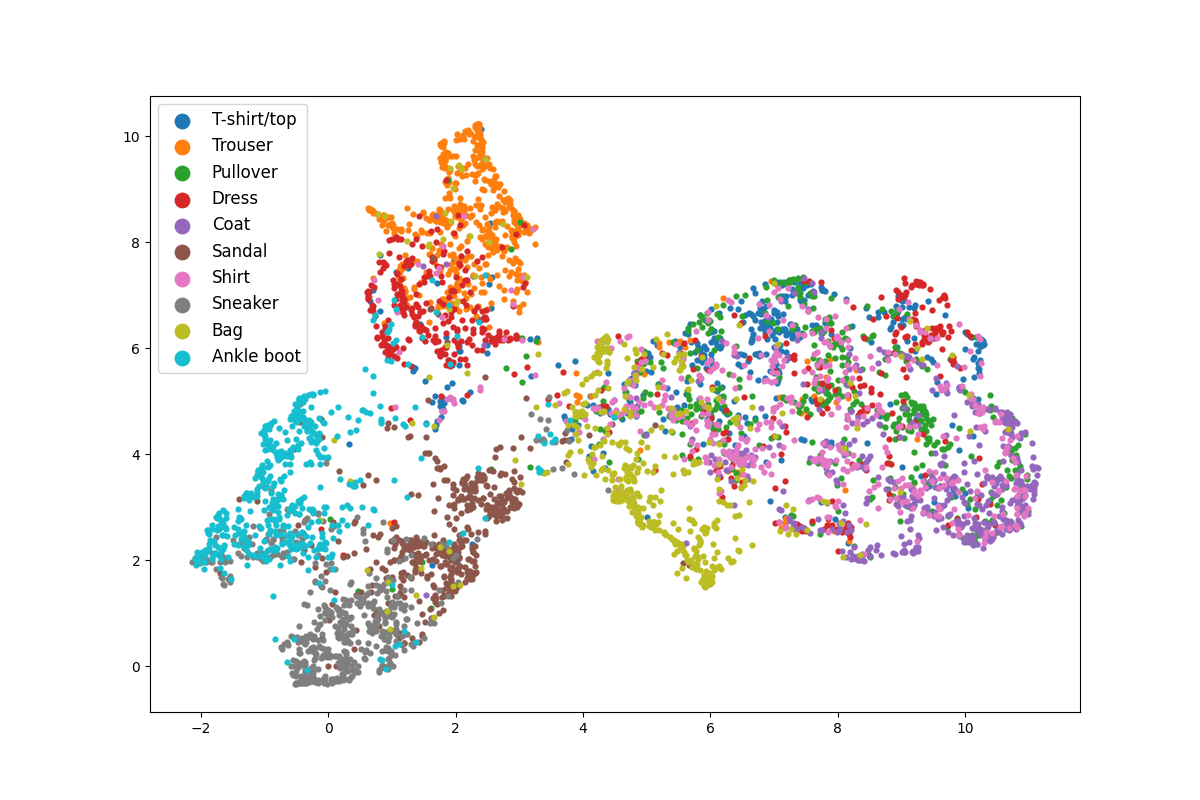 T-shirt/top
Trouser
Pullover
Dress
Coat
Sandal
Shirt
Sneaker
Bag
Ankle boot
10
8
6
4
2
0
−2 0 2 4 6 8 10